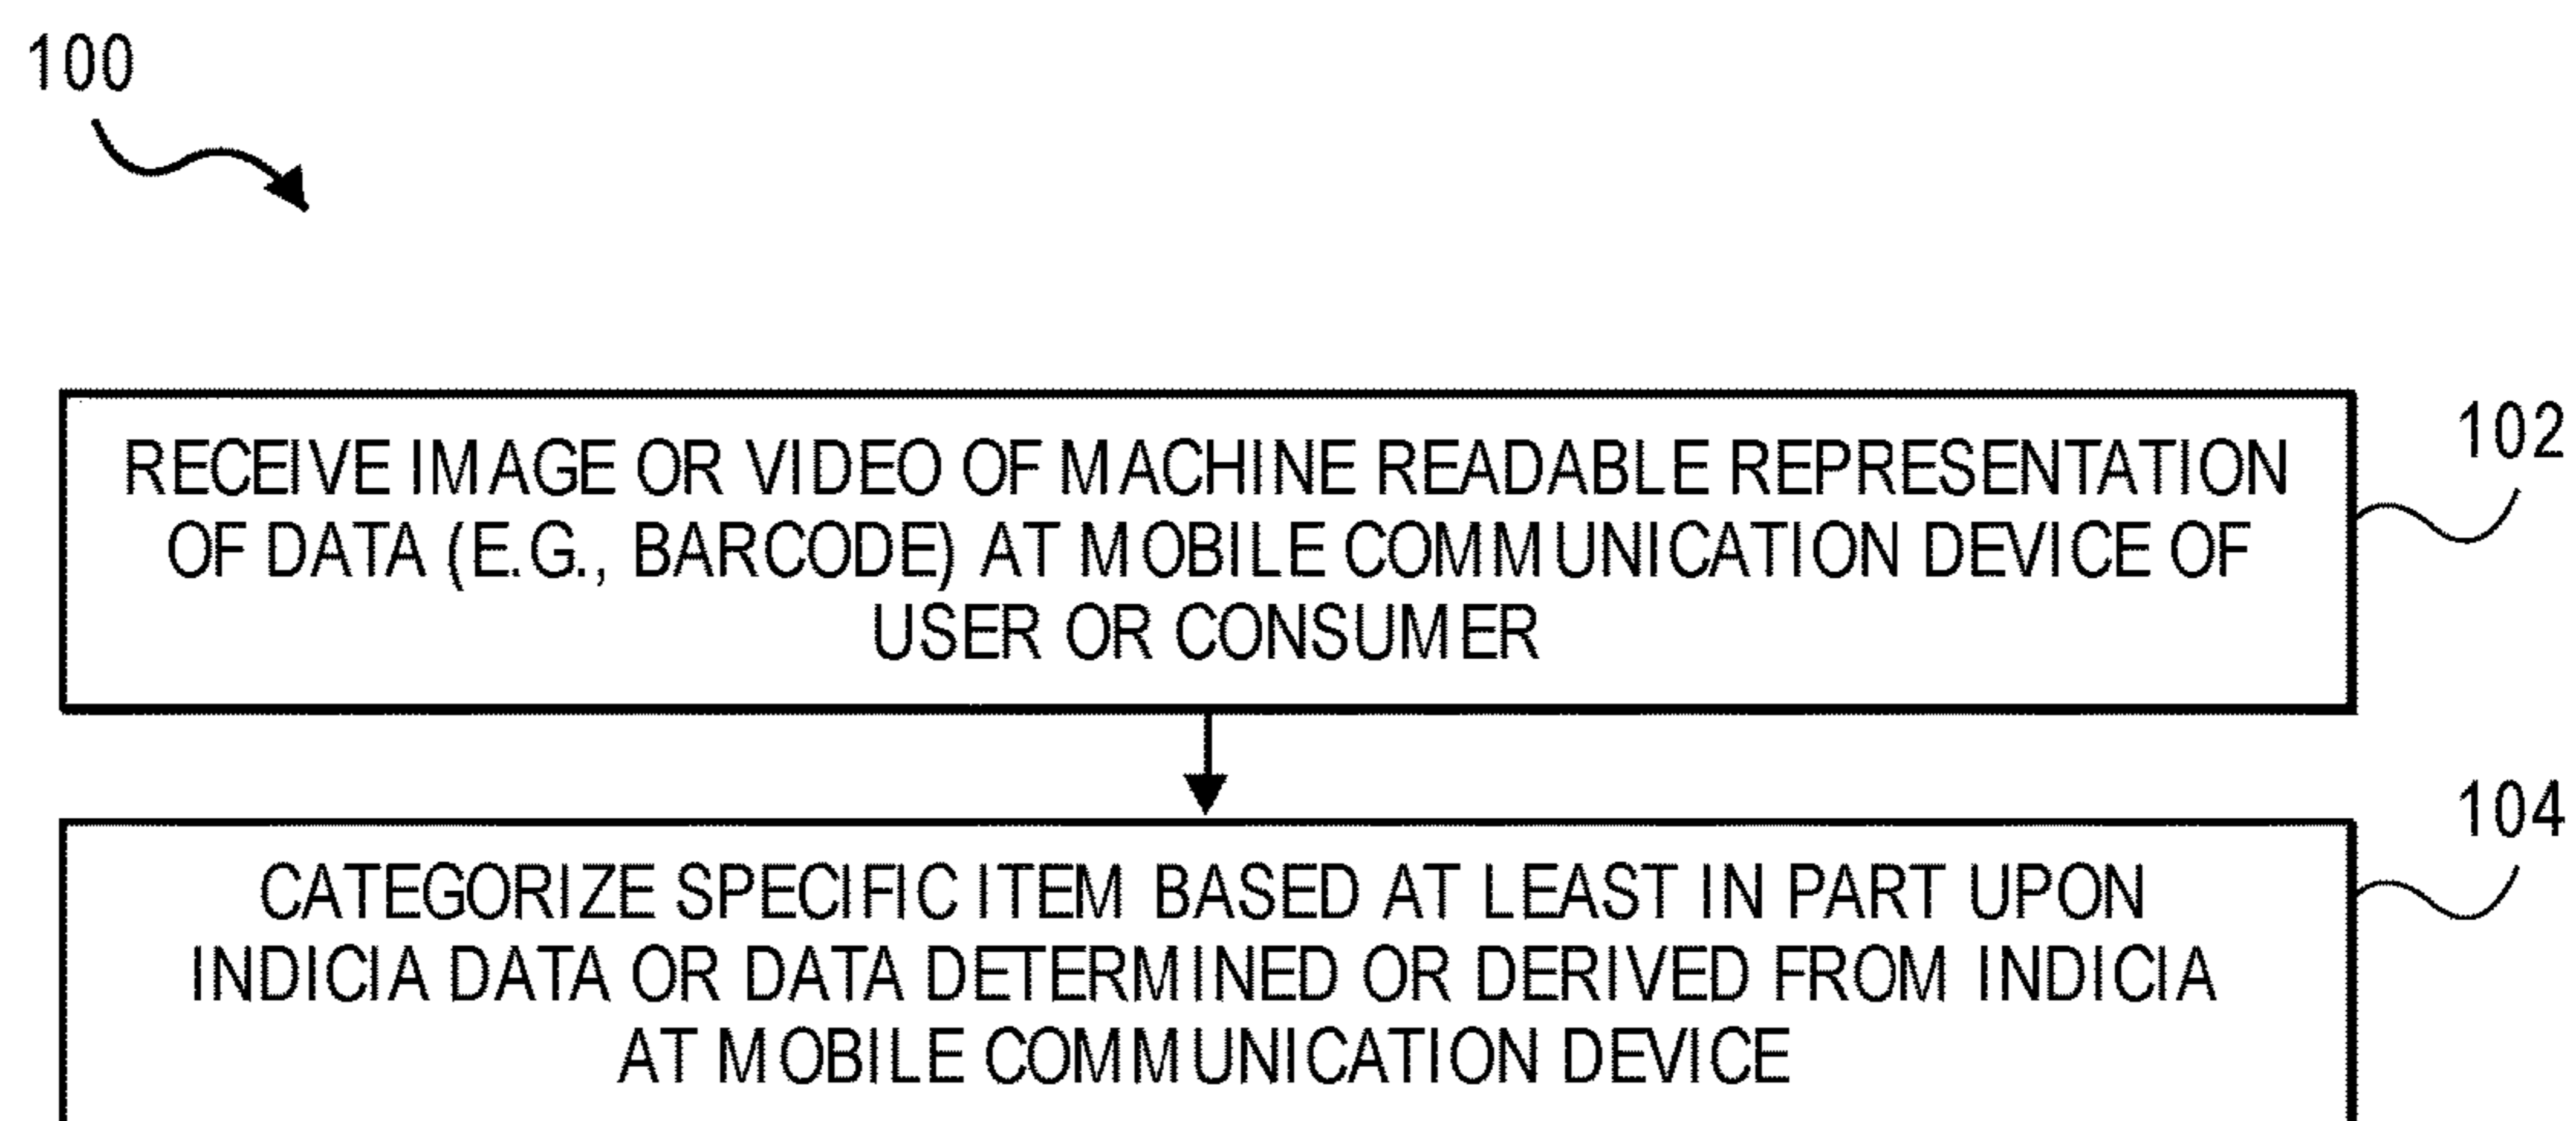 100
RECEIVE IMAGE OR VIDEO OF MACHINE READABLE REPRESENTATION
OF DATA (E.G., BARCODE) AT MOBILE COMMUNICATION DEVICE OF
USER OR CONSUMER
102
CATEGORIZE SPECIFIC ITEM BASED AT LEAST IN PART UPON
INDICIA DATA OR DATA DETERMINED OR DERIVED FROM INDICIA
AT MOBILE COMMUNICATION DEVICE
104